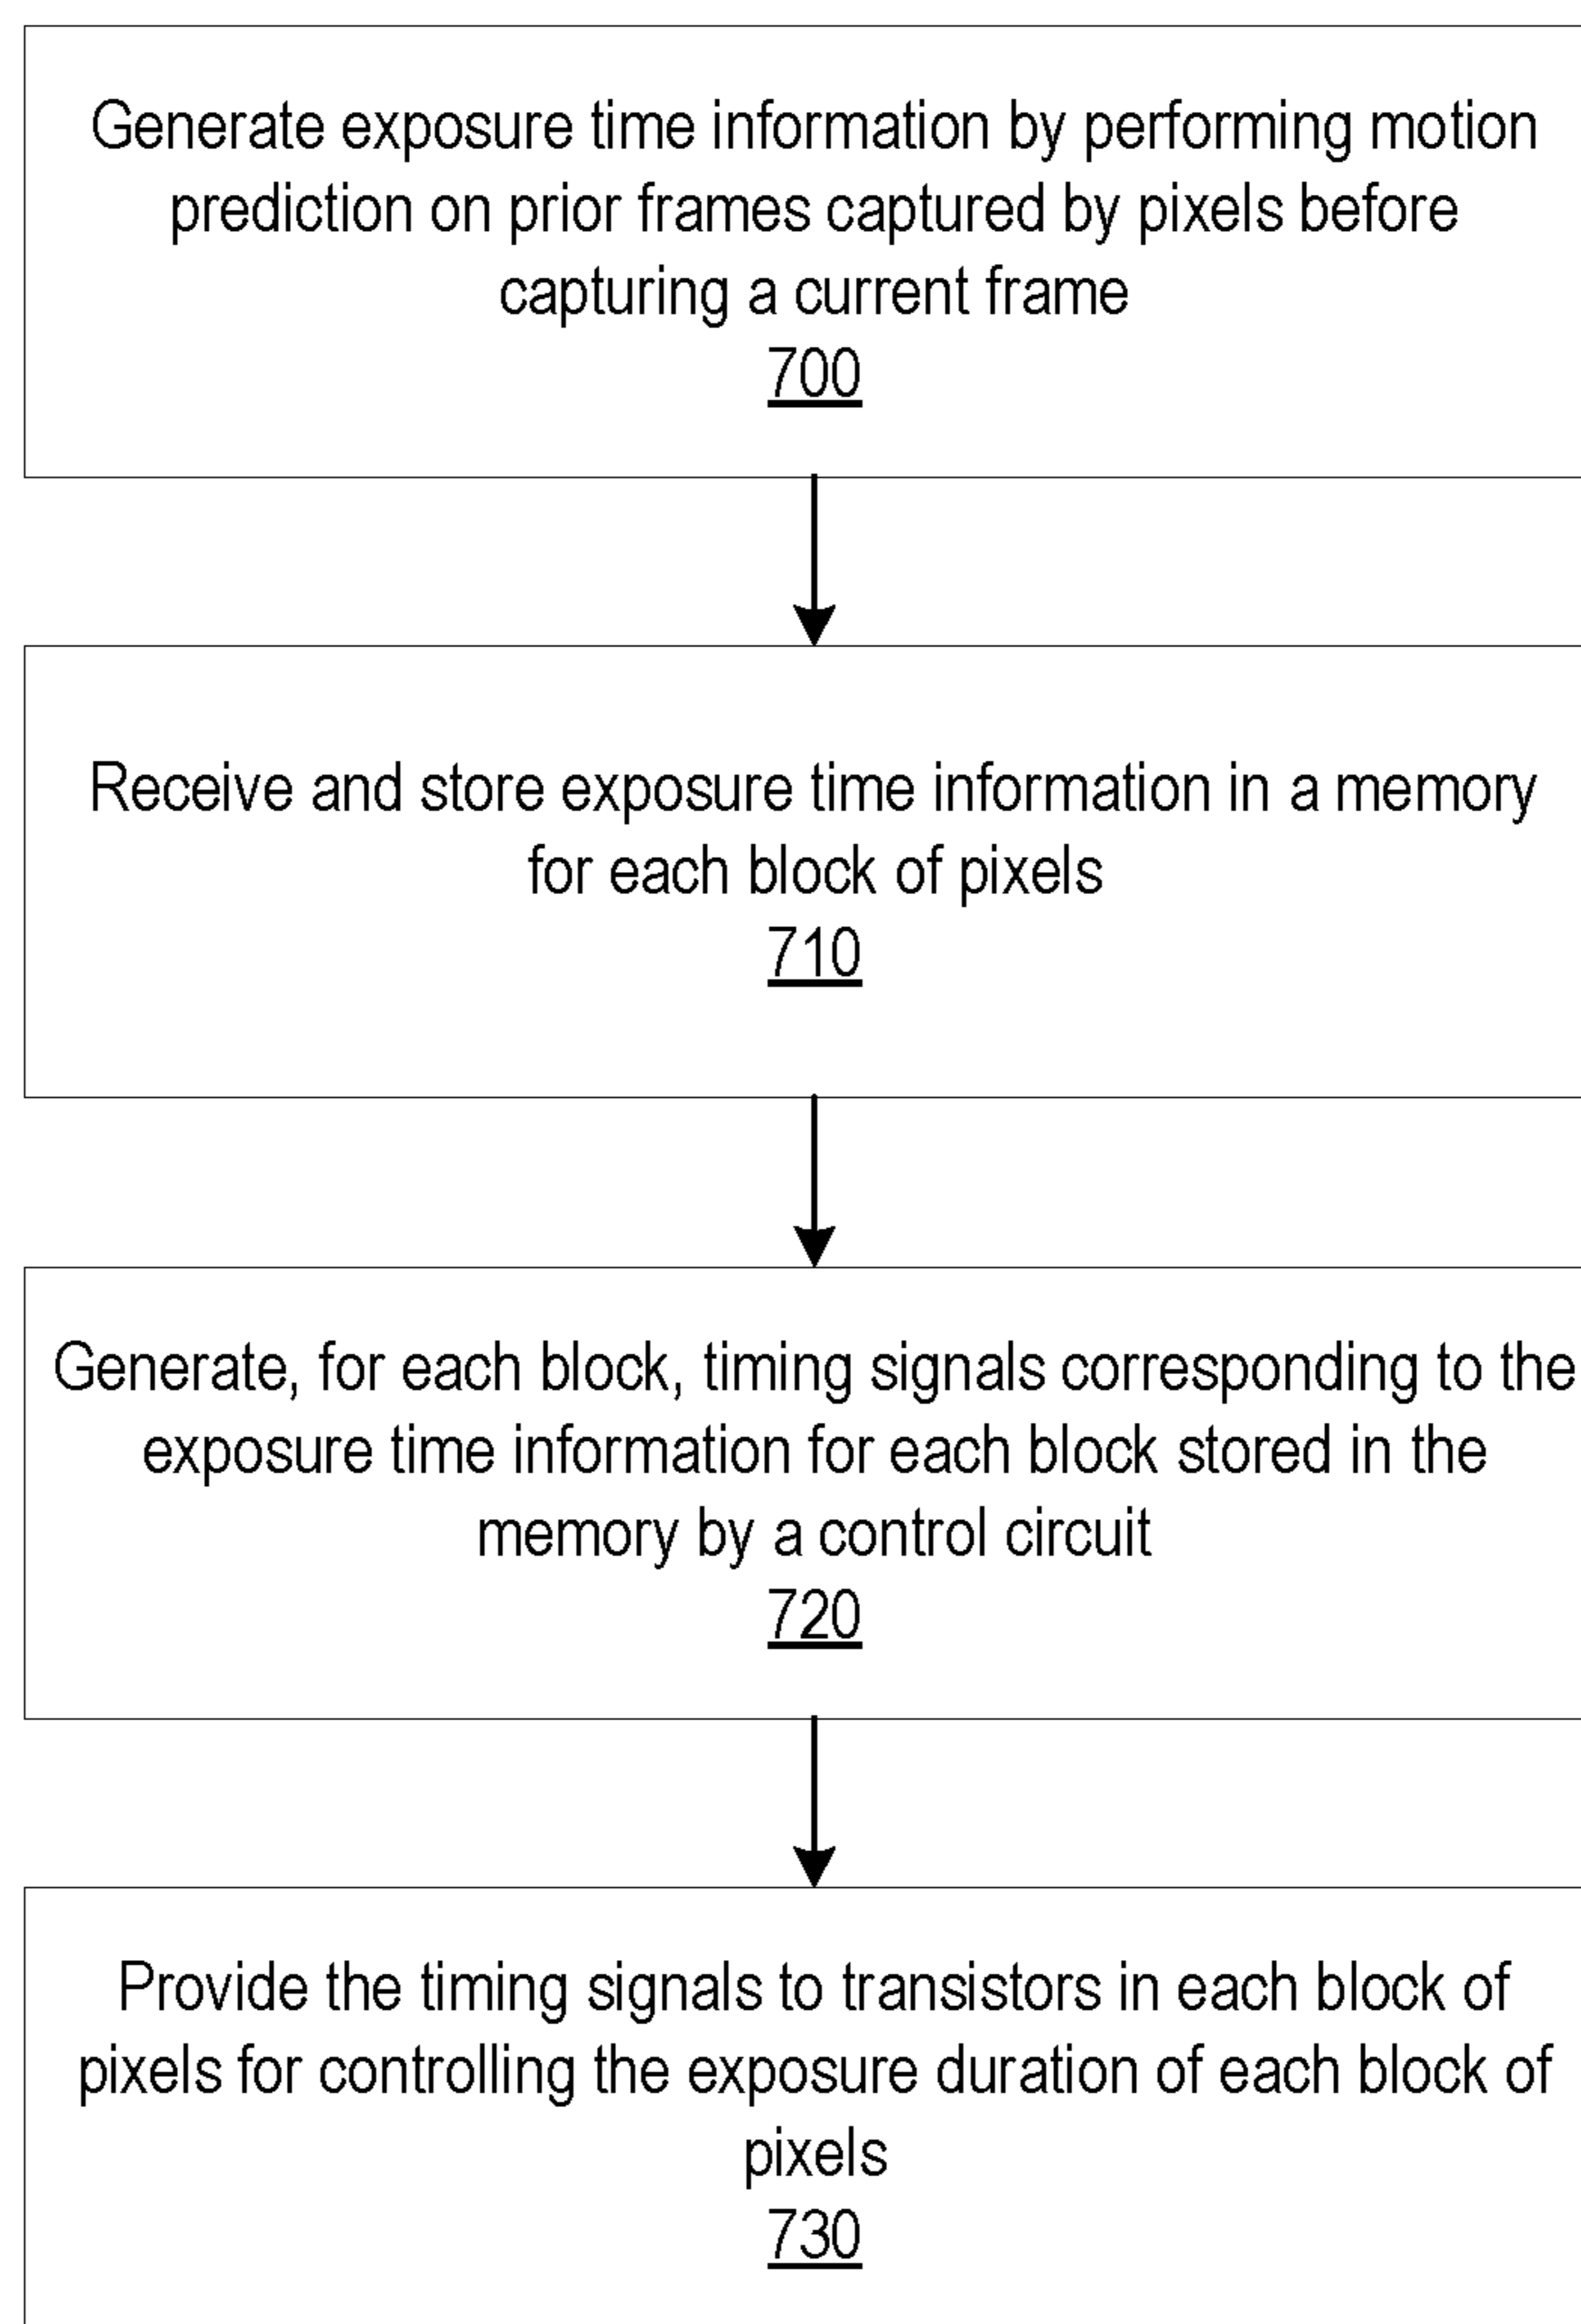 Generate exposure time information by performing motion
prediction on prior frames captured by pixels before
capturing a current frame
700
Receive and store exposure time information in a memory
for each block of pixels
710
Generate, for each block, timing signals corresponding to the
exposure time information for each block stored in the
memory by a control circuit
720
Provide the timing signals to transistors in each block of
pixels for controlling the exposure duration of each block of
pixels
730